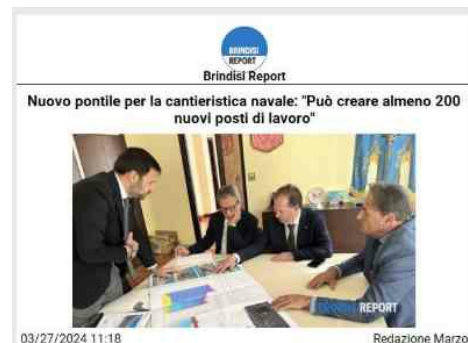 BRINDISI
REPORT
Brindisi Report
Nuovo pontile per la cantieristica navale: "Può creare almeno 200
nuovi posti di lavoro"
BRINDISI REPORT
03/27/2024 11:18
Redazione Marzo